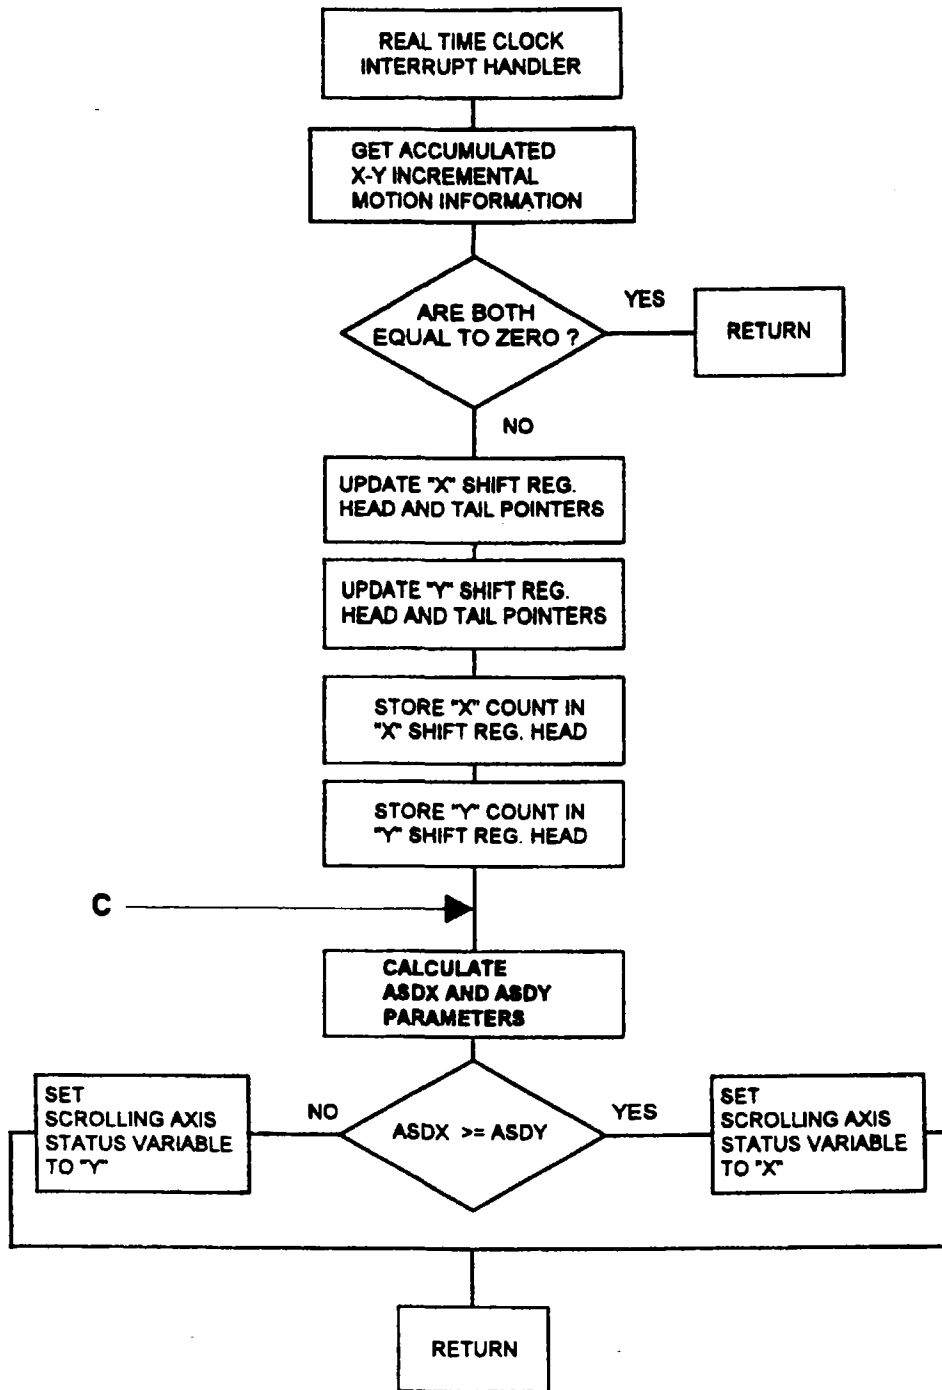 REAL TIME CLOCK
INTERRUPT HANDLER
GET ACCUMULATED
X-Y INCREMENTAL
MOTION INFORMATION
ARE BOTH
EQUAL TO ZERO ?
YES
RETURN
NO
UPDATE "X" SHIFT REG.
HEAD AND TAIL POINTERS
UPDATE "Y" SHIFT REG.
HEAD AND TAIL POINTERS
STORE "X" COUNT IN
"X" SHIFT REG. HEAD
STORE "Y" COUNT IN
"Y" SHIFT REG. HEAD
C
CALCULATE
ASDX AND ASDY
PARAMETERS
SET
SCROLLING AXIS
STATUS VARIABLE
TO "Y"
NO
ASDX >= ASDY
YES
SET
SCROLLING AXIS
STATUS VARIABLE
TO "X"
RETURN